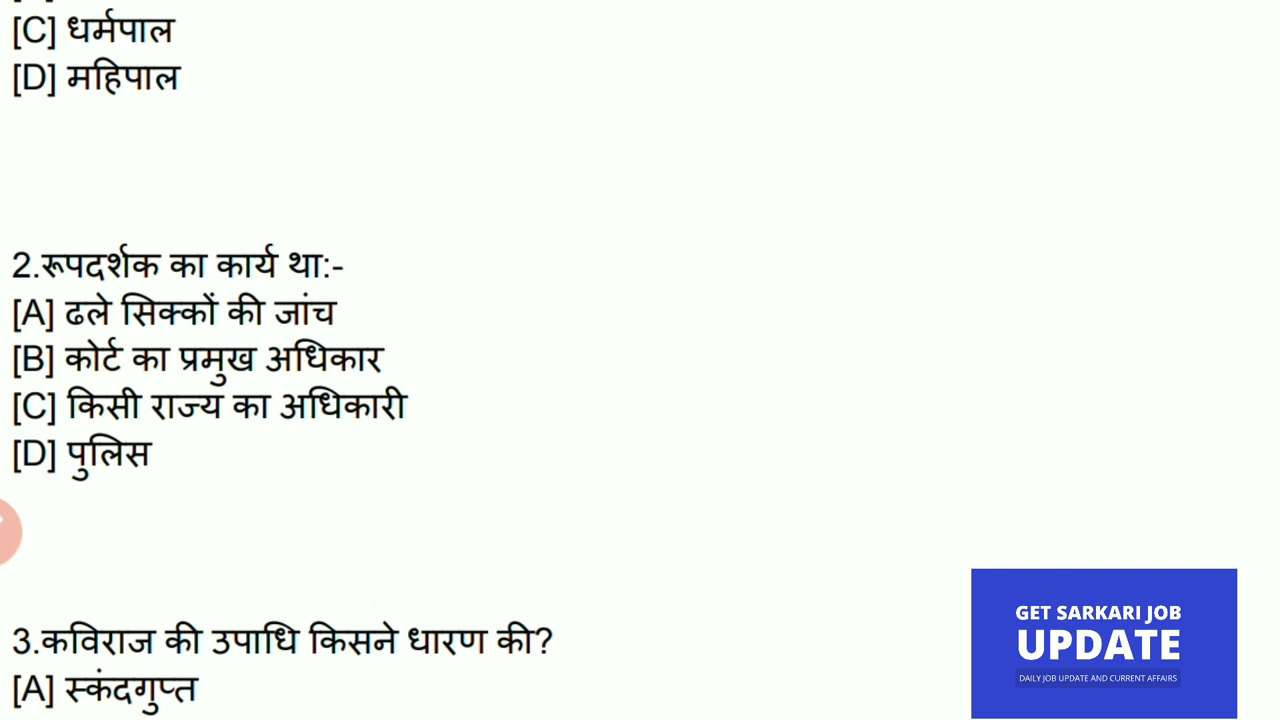 [C] धर्मपाल
[D] महिपाल
2.रूपदर्शक का कार्य था:-
[A] ढले सिक्कों की जांच
[B] कोर्ट का प्रमुख अधिकार
[C] किसी राज्य का अधिकारी
[D] पुलिस
3.कविराज की उपाधि किसने धारण की?
[A] स्कंदगुप्त
GET SARKARI JOB
UPDATE
DAILY JOB UPDATE AND CURRENT AFFAIRS